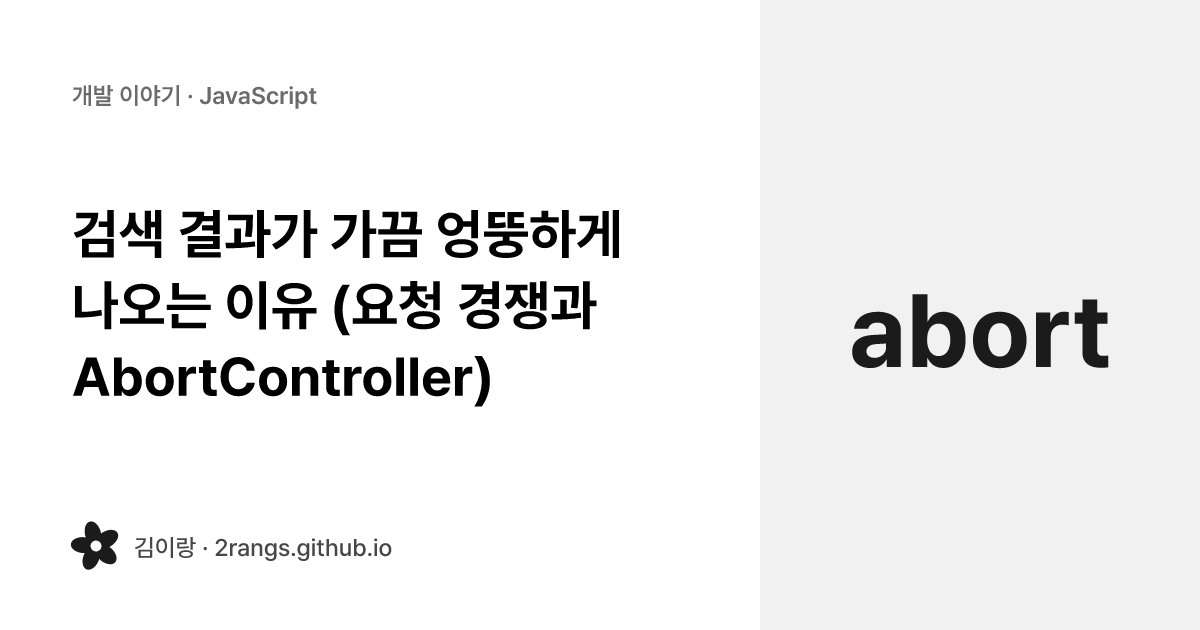 개발 이야기 · JavaScript
검색 결과가 가끔 엉뚱하게
나오는 이유 (요청 경쟁과
AbortController)
abort
김이랑 · 2rangs.github.io